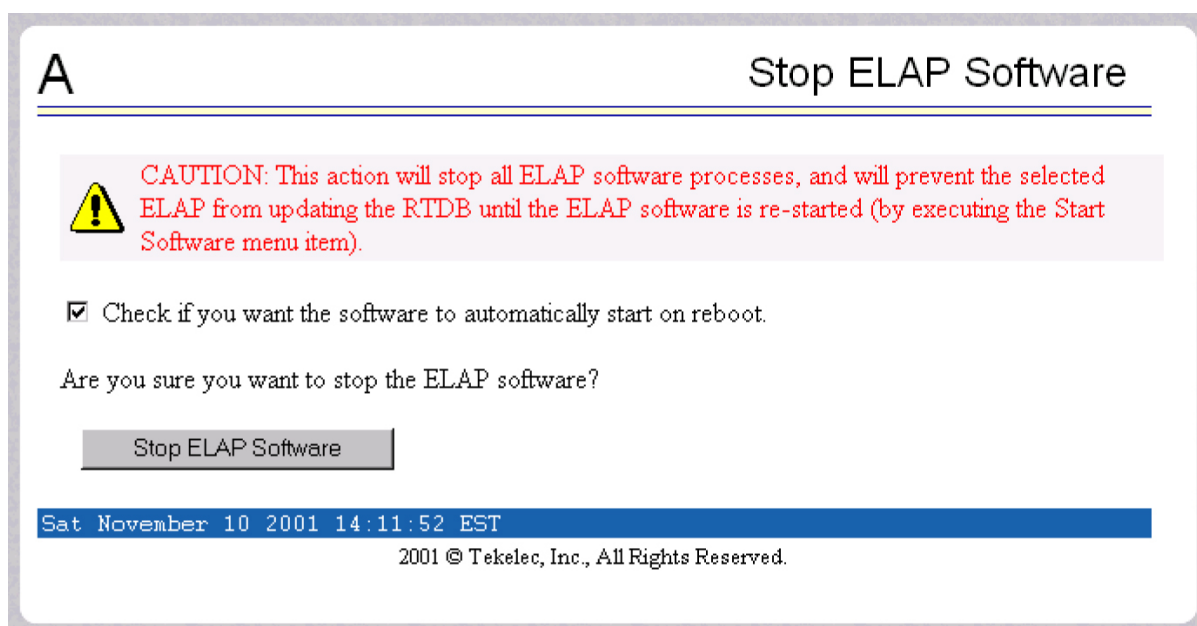 A
Stop ELAP Software
CAUTION: This action will stop all ELAP software processes, and will prevent the selected
ELAP from updating the RTDB until the ELAP software is re-started (by executing the Start
Software menu item).
Check if you want the software to automatically start on reboot.
Are you sure you want to stop the ELAP software?
Stop ELAP Software
Sat November 10 2001 14:11:52 EST
2001 © Tekelec, Inc., All Rights Reserved.